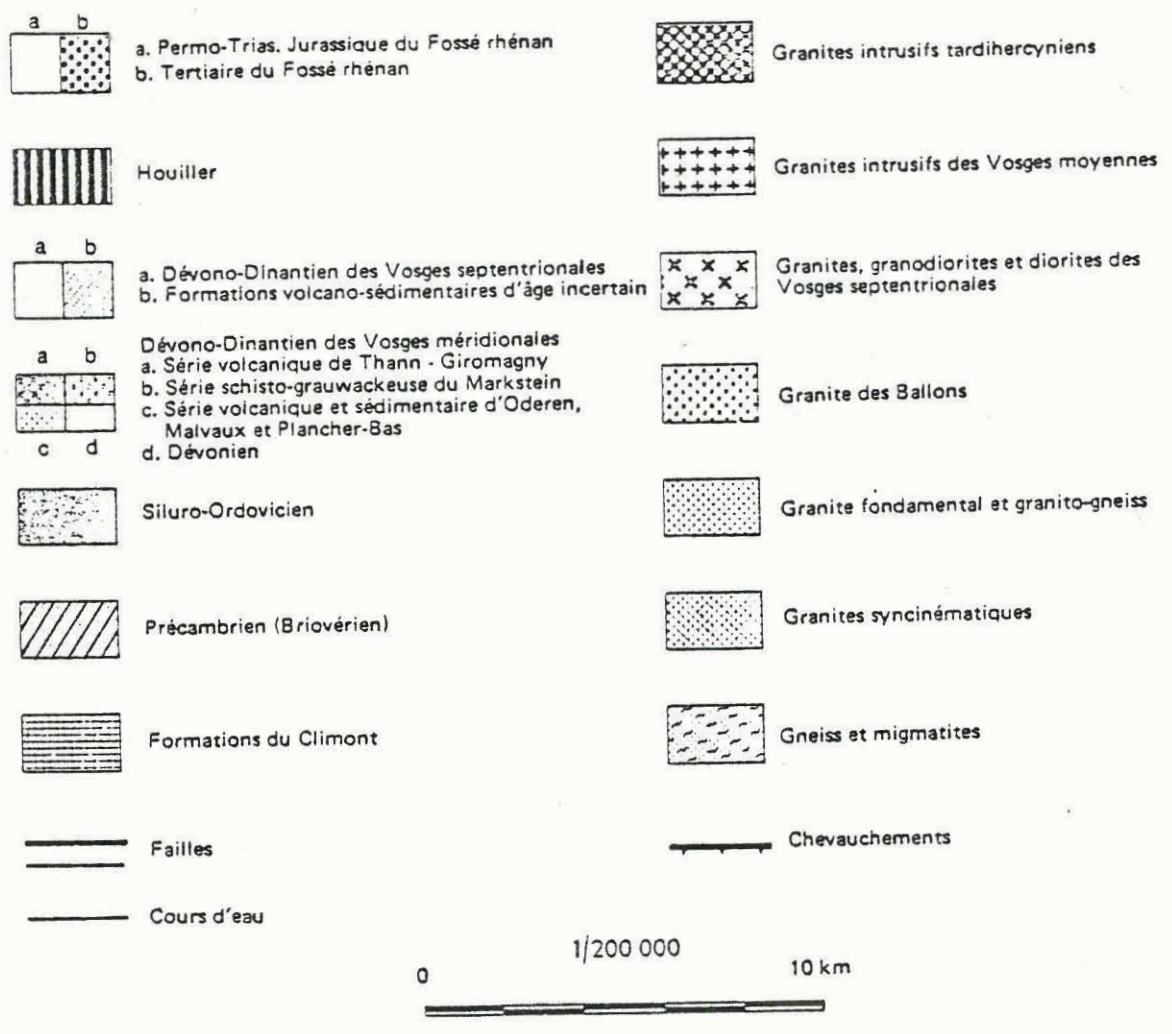 a b
a. Permo-Trias. Jurassique du Fossé rhénan
b. Tertiaire du Fossé rhénan
Houiller
a b
a. Dévono-Dinantien des Vosges septentrionales
b. Formations volcano-sédimentaires d'âge incertain
Dévono-Dinantien des Vosges méridionales
a b
a. Série volcanique de Thann - Giromagny
b. Série schisto-grauwackeuse du Markstein
c. Série volcanique et sédimentaire d'Oderen,
Malvaux et Plancher-Bas
c d
d. Dévonien
Siluro-Ordovicien
Précambrien (Briovérien)
Formations du Climont
Failles
Cours d'eau
Granites intrusifs tardihercyniens
Granites intrusifs des Vosges moyennes
Granites, granodiorites et diorites des
Vosges septentrionales
Granite des Ballons
Granite fondamental et granito-gneiss
Granites syncinématiques
Gneiss et migmatites
Chevauchements
1/200 000
0 10 km